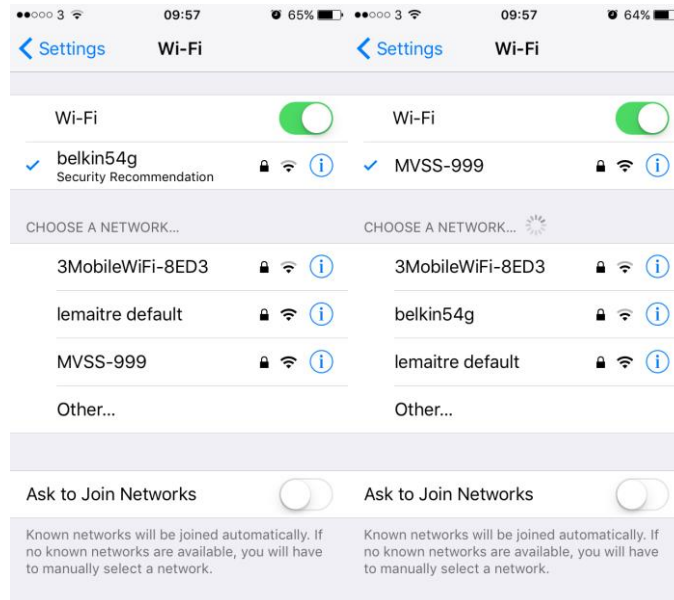 3 09:57 65%
Settings Wi-Fi
Wi-Fi
belkin54g
Security Recommendation
CHOOSE A NETWORK...
3MobileWiFi-8ED3
lemaitre default
MVSS-999
Other...
Ask to Join Networks
Known networks will be joined automatically. If
no known networks are available, you will have
to manually select a network.
3 09:57 64%
Settings Wi-Fi
Wi-Fi
MVSS-999
CHOOSE A NETWORK...
3MobileWiFi-8ED3
belkin54g
lemaitre default
Other...
Ask to Join Networks
Known networks will be joined automatically. If
no known networks are available, you will have
to manually select a network.